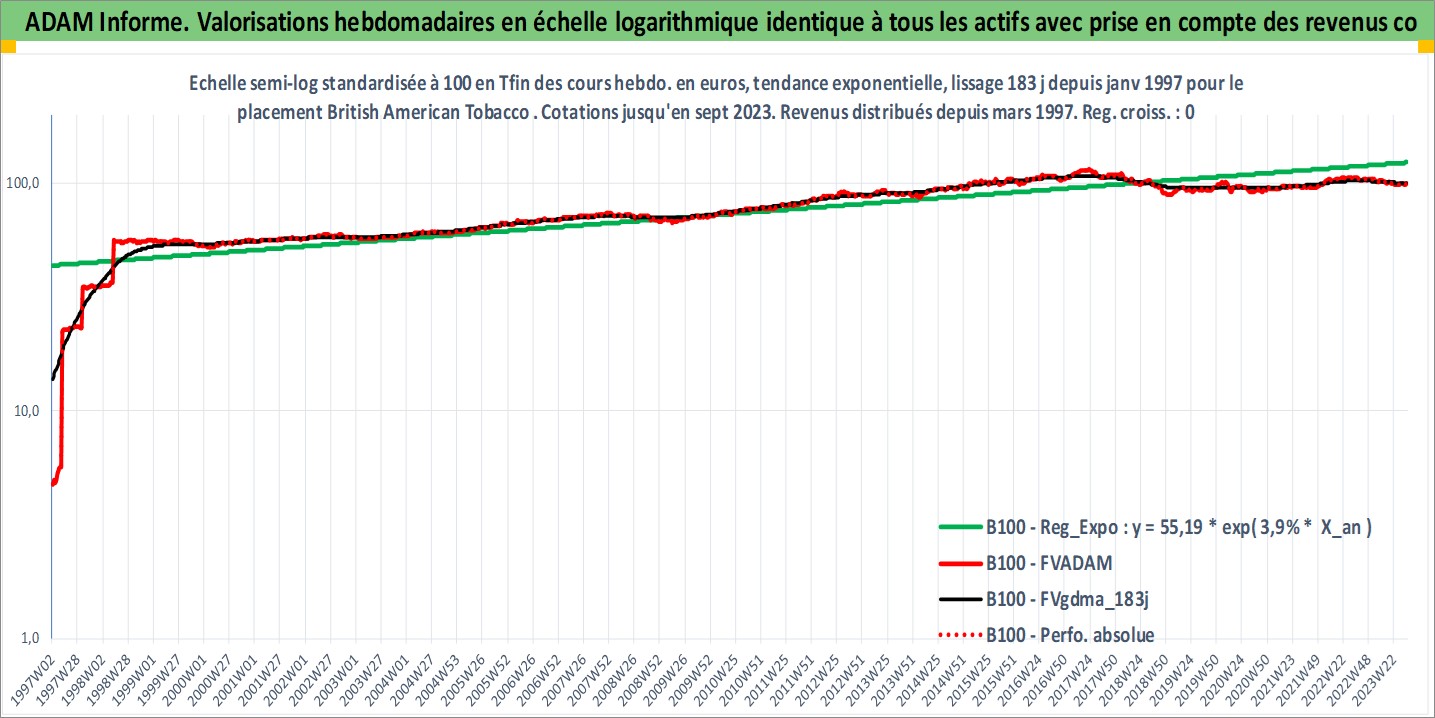 ADAM Informe. Valorisations hebdomadaires en échelle logarithmique identique à tous les actifs avec prise en compte des revenus co
Echelle semi-log standardisée à 100 en Tfin des cours hebdo. en euros, tendance exponentielle, lissage 183 j depuis janv 1997 pour le
placement British American Tobacco . Cotations jusqu'en sept 2023. Revenus distribués depuis mars 1997. Reg. croiss. : 0
100,0
10,0
1,0
B100 - Reg_Expo : y = 55,19 * exp( 3,9% * X_an )
B100 - FVADAM
B100 - FVgdma_183j
B100 - Perfo. absolue
1997W02
1997W28
1998W02
1998W28
1999W01
1999W27
2000W01
2000W27
2001W01
2001W27
2002W01
2002W27
2003W01
2003W27
2004W01
2004W27
2004W53
2005W26
2005W52
2006W26
2006W52
2007W26
2007W52
2008W26
2008W52
2009W26
2009W52
2010W26
2010W51
2011W25
2011W51
2012W25
2012W51
2013W25
2013W51
2014W25
2014W51
2015W25
2015W51
2016W24
2016W50
2017W24
2017W50
2018W24
2018W50
2019W24
2019W50
2020W24
2020W50
2021W23
2021W49
2022W22
2022W48
2023W22